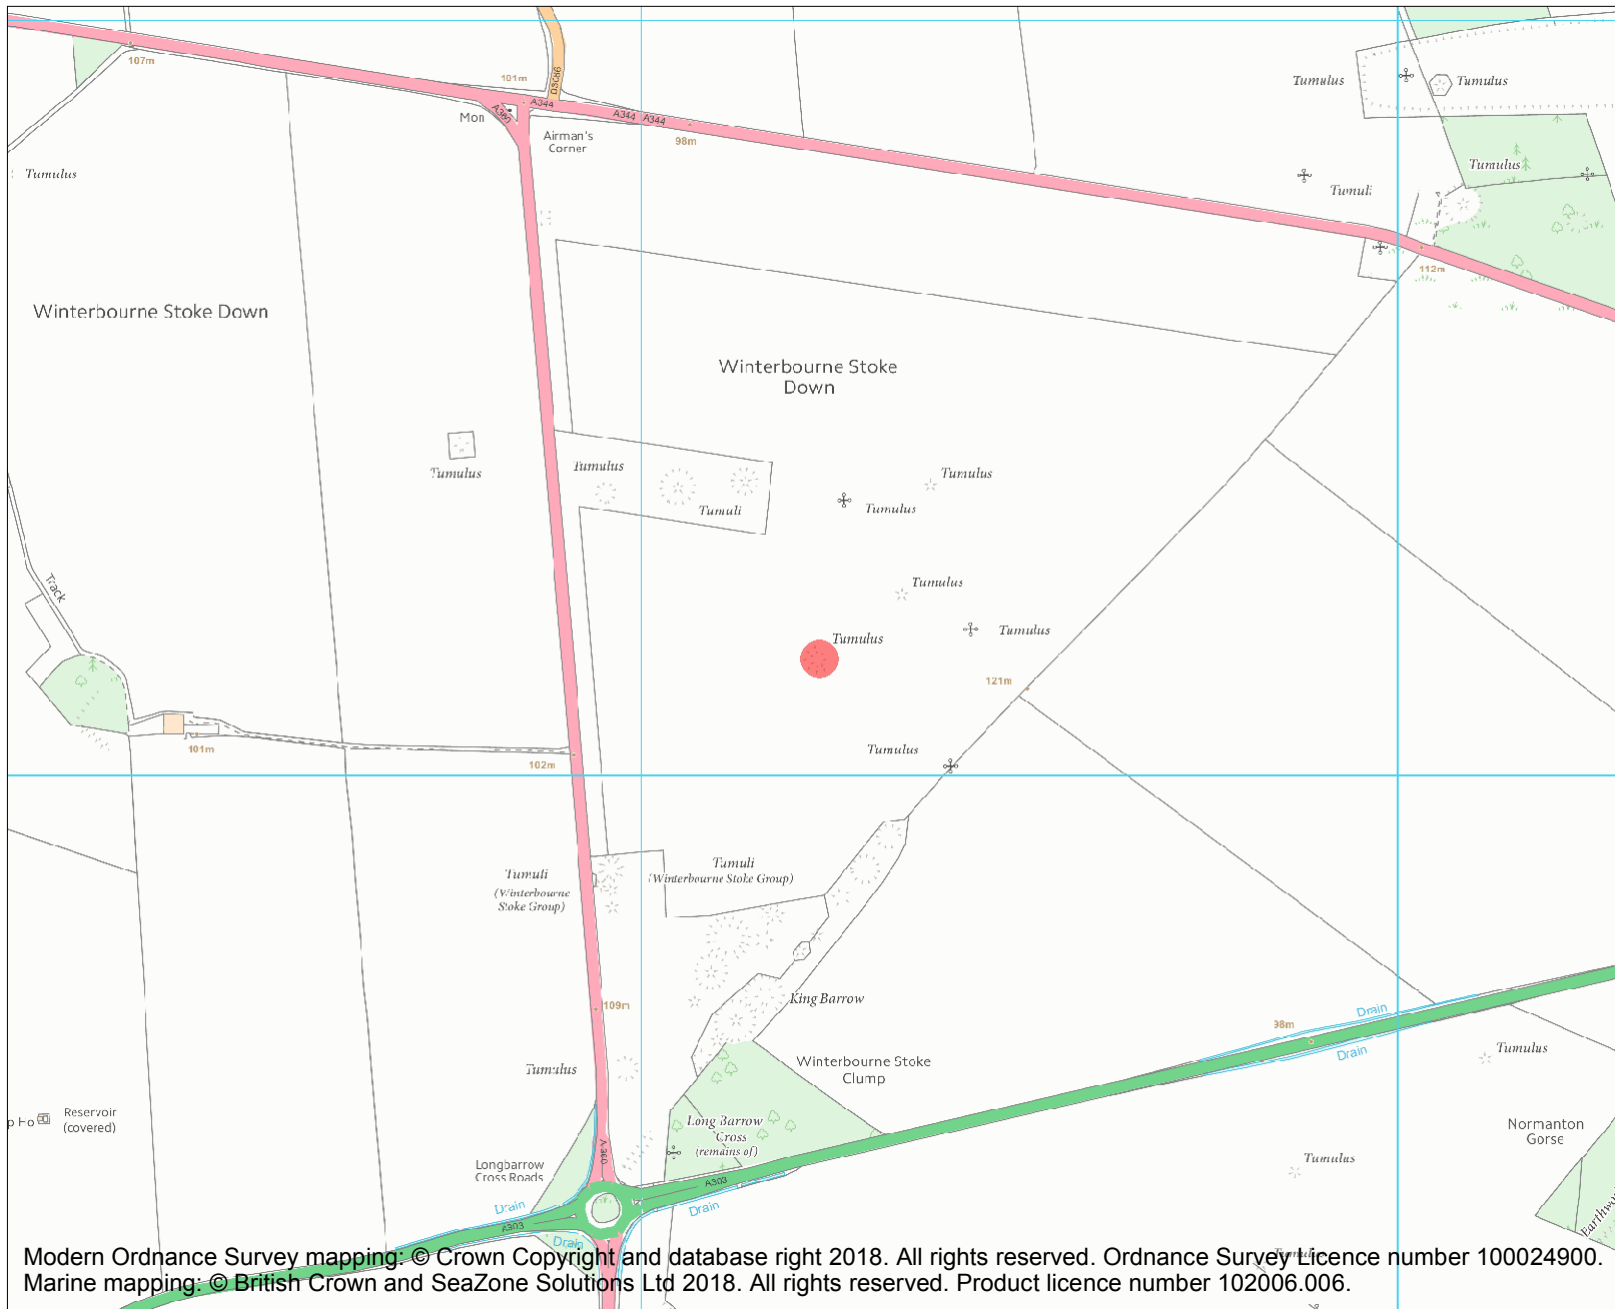 107m
101m
D3086
A344
A360
Mon
Airman's
Corner
A344
A344
98m
Tumulus
Tumulus
Tumulus
Tumulus
Tumuli
112m
Winterbourne Stoke Down
Winterbourne Stoke
Down
Tumulus
Tumulus
Tumuli
Tumulus
Tumulus
Tumulus
Tumulus
Tumulus
Track
121m
Tumulus
101m
102m
Tumuli
(Winterbourne
Stoke Group)
Tumuli
(Winterbourne Stoke Group)
King Barrow
109m
98m
Drain
Drain
Tumulus
Tumulus
Winterbourne Stoke
Clump
Reservoir
(covered)
p Ho
Long Barrow
Cross
(remains of)
A360
Normanton
Gorse
Longbarrow
Cross Roads
Tumulus
A303
Drain
Drain
A303
Drain
Earthwo
Tumulus
Modern Ordnance Survey mapping: © Crown Copyright and database right 2018. All rights reserved. Ordnance Survey Licence number 100024900.
Marine mapping: © British Crown and SeaZone Solutions Ltd 2018. All rights reserved. Product licence number 102006.006.